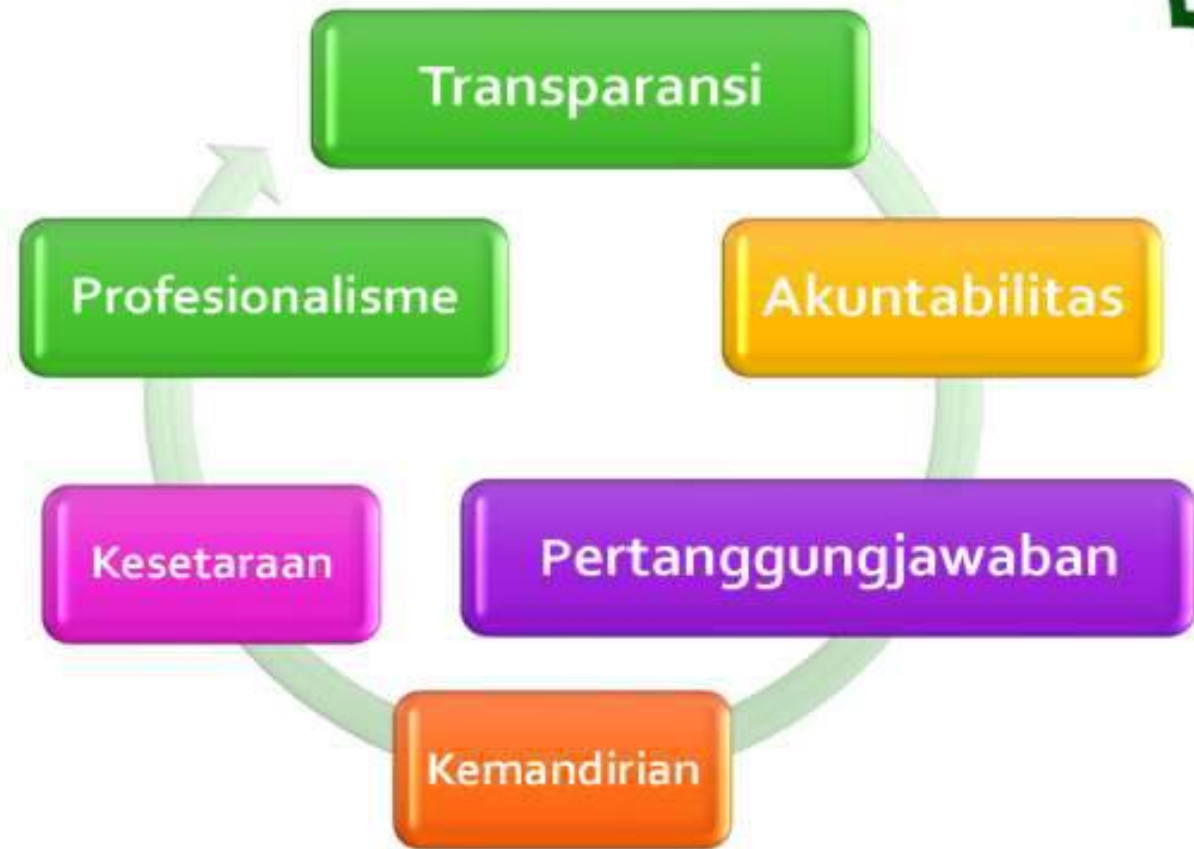 Transparansi
Akuntabilitas
Pertanggungjawaban
Kemandirian
Kesetaraan
Profesionalisme